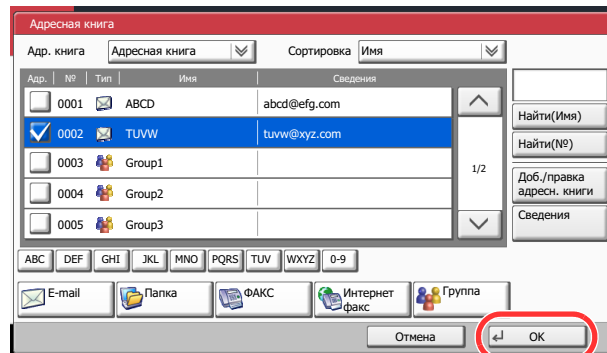 Адресная книга
Адр. книга Адресная книга Сортировка Имя
Адр. № Тип Имя Сведения
0001 ABCD abcd@efg.com
0002 TUVW tuvw@xyz.com
0003 Group1
0004 Group2
0005 Group3
1/2
Найти(Имя)
Найти(№)
Доб./правка
адресн. книги
Сведения
ABC DEF GHI JKL MNO PQRS TUV WXYZ 0-9
E-mail Папка ФАКС Интернет
факс Группа
Отмена OK